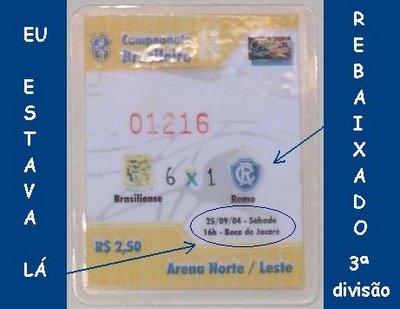 EU ESTAVA LÁ
Campeonato
Brasileiro
01216
6 x 1
Brasiliense Remo
25/09/04 - Sábado
16h - Boca do Jacaré
R$ 2,50
Arena Norte / Leste
REBAIXADO
3ª
divisão